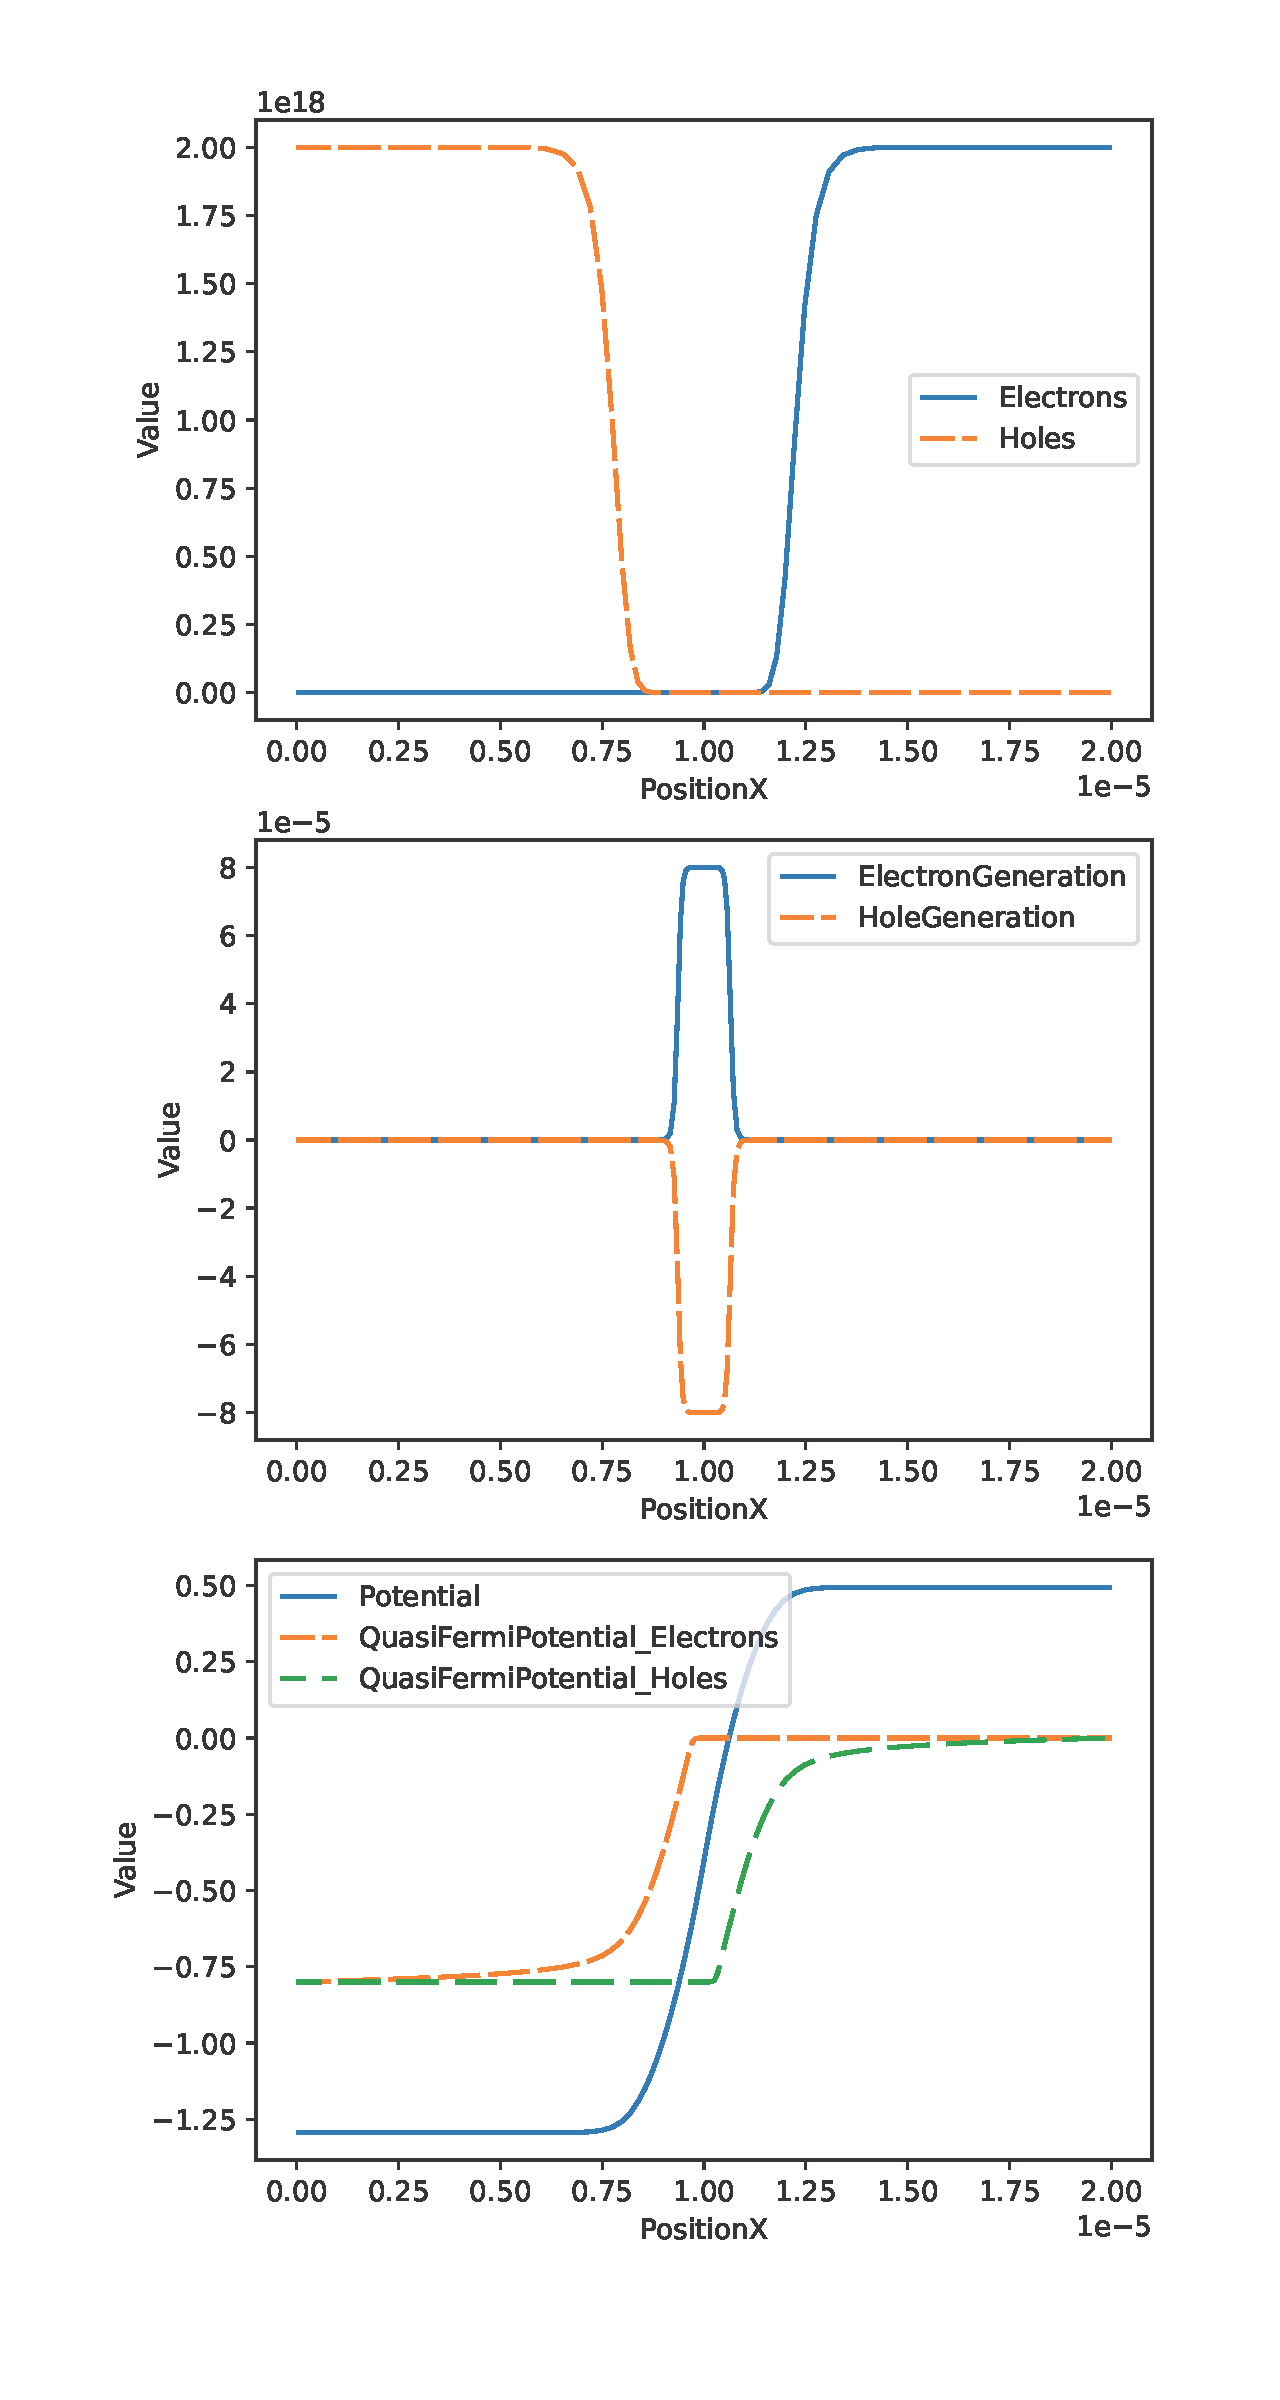 1e18
2.00
1.75
1.50
1.25
1.00
0.75
0.50
0.25
0.00
Value
Electrons
Holes
0.00 0.25 0.50 0.75 1.00 1.25 1.50 1.75 2.00
PositionX
1e−5
1e−5
8
6
4
2
0
−2
−4
−6
−8
Value
ElectronGeneration
HoleGeneration
0.00 0.25 0.50 0.75 1.00 1.25 1.50 1.75 2.00
PositionX
1e−5
0.50
0.25
0.00
−0.25
−0.50
−0.75
−1.00
−1.25
Value
Potential
QuasiFermiPotential_Electrons
QuasiFermiPotential_Holes
0.00 0.25 0.50 0.75 1.00 1.25 1.50 1.75 2.00
PositionX
1e−5